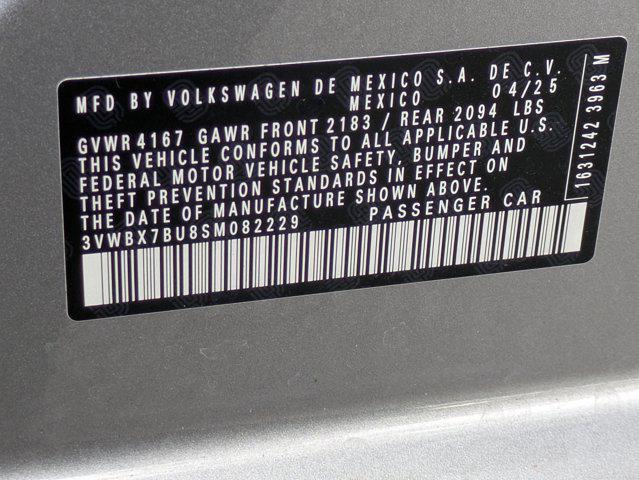 MFD BY VOLKSWAGEN DE MEXICO S.A. DE C.V.
MEXICO 04/25
GVWR 4167 GAWR FRONT 2183 / REAR 2094 LBS
THIS VEHICLE CONFORMS TO ALL APPLICABLE U.S.
FEDERAL MOTOR VEHICLE SAFETY, BUMPER AND
THEFT PREVENTION STANDARDS IN EFFECT ON
THE DATE OF MANUFACTURE SHOWN ABOVE.
3VWBX7BU8SM082229 PASSENGER CAR
1631242 3963 M